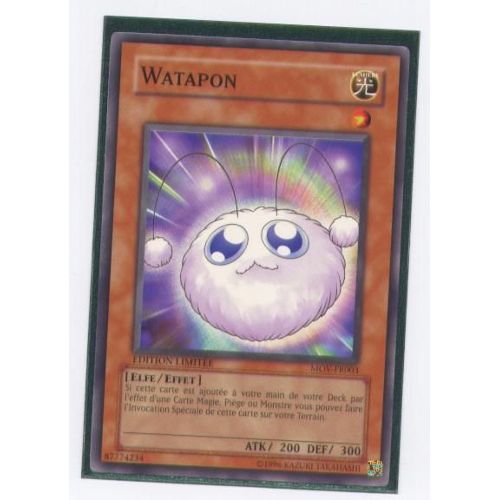 WATAPON
LUMIERE
光
EDITION LIMITÉE
MOV-FR003
[ELFE/EFFET]
Si cette carte est ajoutée à votre main de votre Deck par
l'effet d'une Carte Magie, Piège ou Monstre vous pouvez faire
l'Invocation Spéciale de cette carte sur votre Terrain.
ATK/ 200 DEF/ 300
87774234
©1996 KAZUKI TAKAHASHI